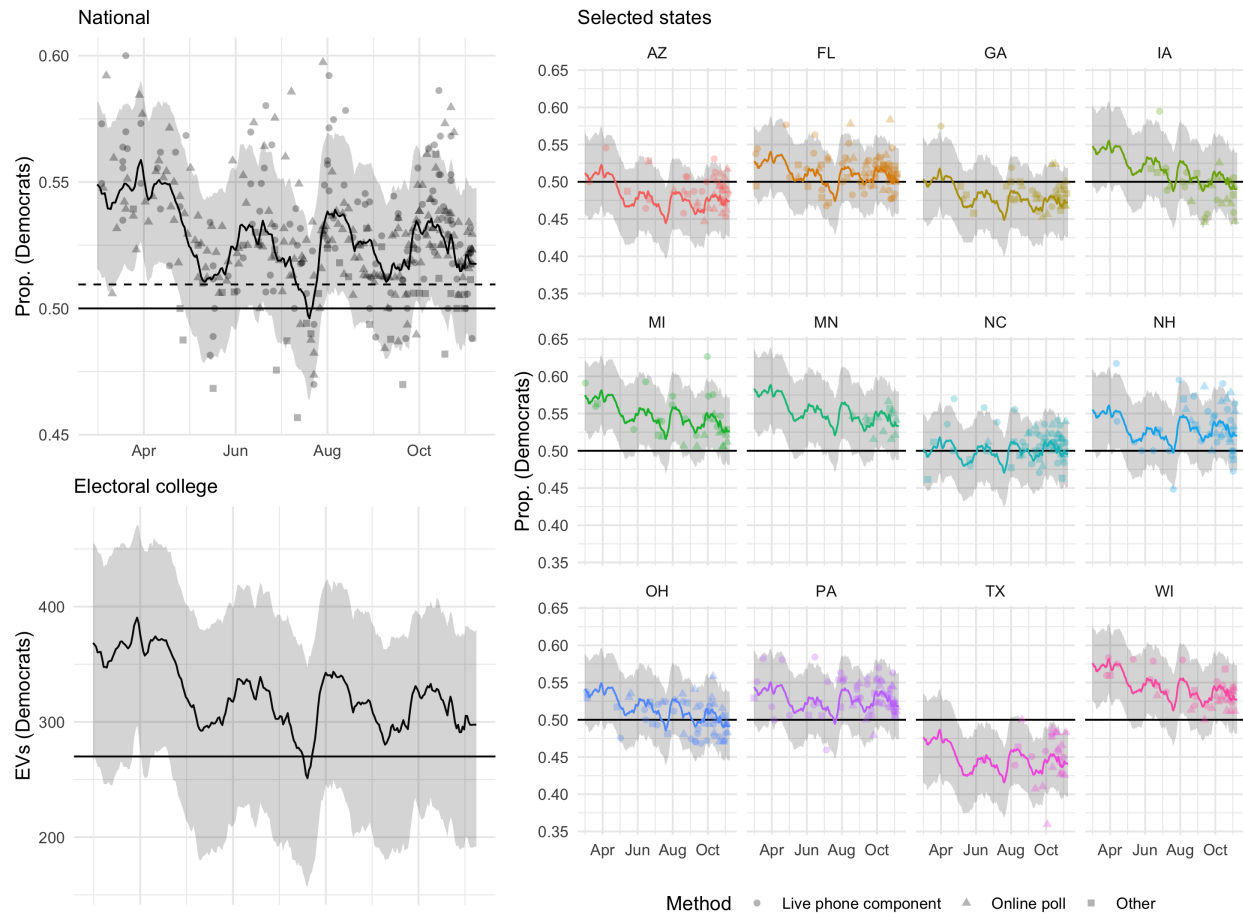 National
Prop. (Democrats)
0.60
0.55
0.50
0.45
Apr Jun Aug Oct
Electoral college
EVs (Democrats)
400
300
200
Selected states
Prop. (Democrats)
AZ FL GA IA
0.65
0.60
0.55
0.50
0.45
0.40
0.35
MI MN NC NH
0.65
0.60
0.55
0.50
0.45
0.40
0.35
OH PA TX WI
0.65
0.60
0.55
0.50
0.45
0.40
0.35
Apr Jun Aug Oct Apr Jun Aug Oct Apr Jun Aug Oct Apr Jun Aug Oct
Method Live phone component Online poll Other